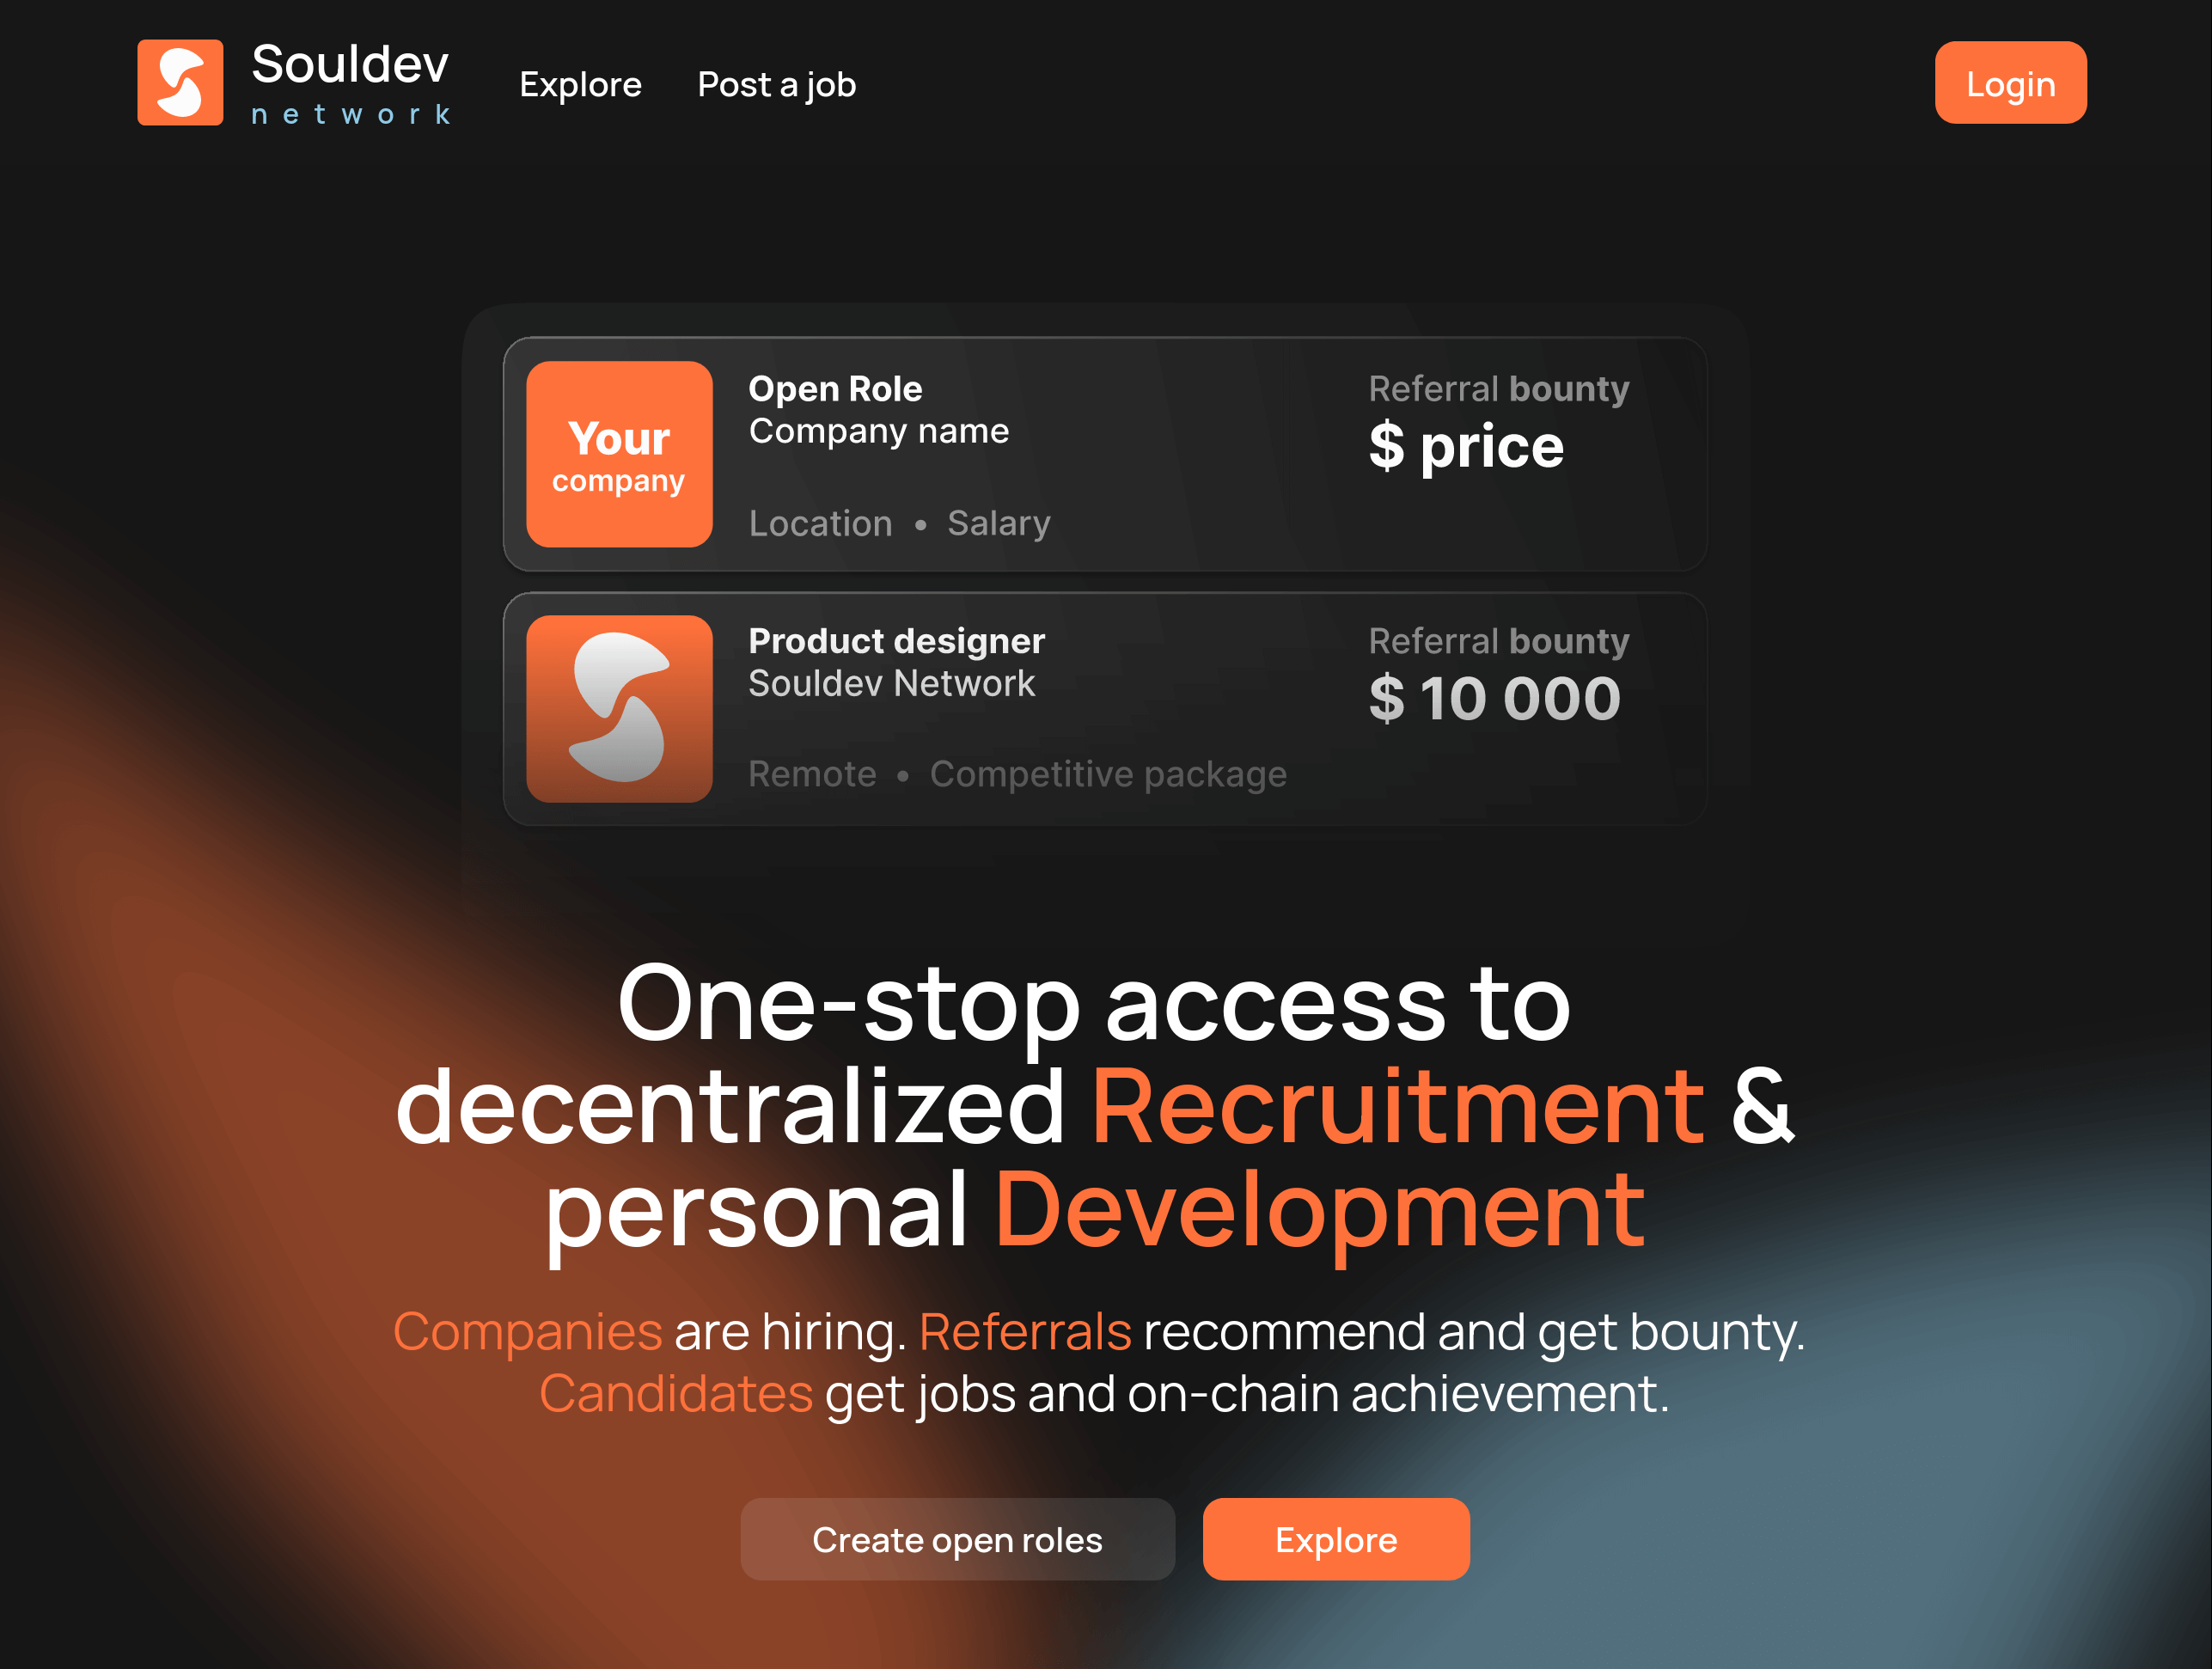 Souldev
network
Explore
Post a job
Login
Your
company
Open Role
Company name
Location • Salary
Referral bounty
$ price
Product designer
Souldev Network
Remote • Competitive package
Referral bounty
$ 10 000
One-stop access to
decentralized Recruitment &
personal Development
Companies are hiring. Referrals recommend and get bounty.
Candidates get jobs and on-chain achievement.
Create open roles
Explore